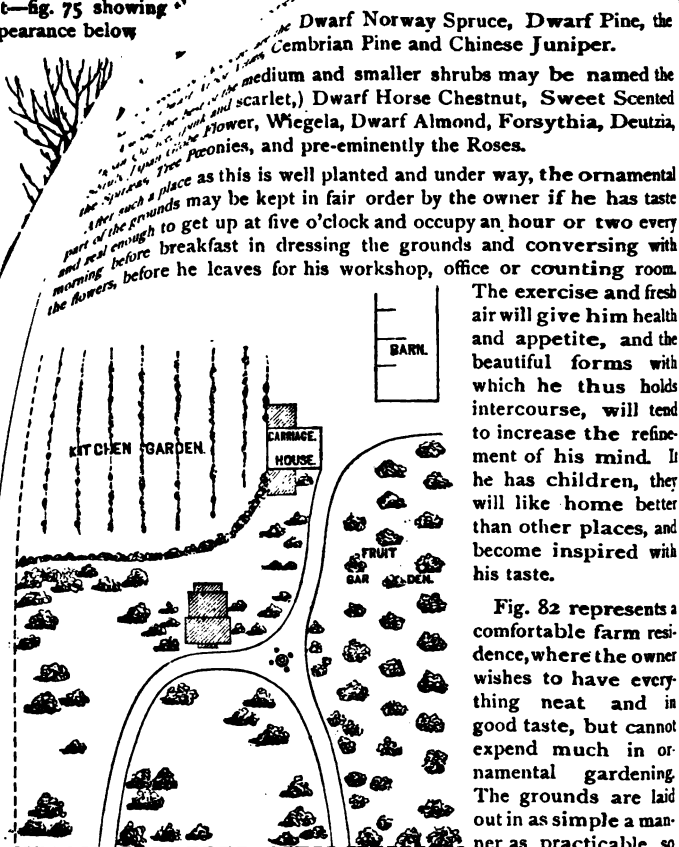 t—fig. 75 showing
pearance below
the Dwarf Norway Spruce, Dwarf Pine, the
Cembrian Pine and Chinese Juniper.
medium and smaller shrubs may be named the
and scarlet,) Dwarf Horse Chestnut, Sweet Scented
Flower, Wiegela, Dwarf Almond, Forsythia, Deutzia,
the Spireas, Tree Pœonies, and pre-eminently the Roses.
After such a place as this is well planted and under way, the ornamental
part of the grounds may be kept in fair order by the owner if he has taste
and zeal enough to get up at five o'clock and occupy an hour or two every
morning before breakfast in dressing the grounds and conversing with
the flowers, before he leaves for his workshop, office or counting room.
The exercise and fresh
air will give him health
and appetite, and the
beautiful forms with
which he thus holds
intercourse, will tend
to increase the refine-
ment of his mind. If
he has children, they
will like home better
than other places, and
become inspired with
his taste.
Fig. 82 represents a
comfortable farm resi-
dence, where the owner
wishes to have every-
thing neat and in
good taste, but cannot
expend much in or-
namental gardening.
The grounds are laid
out in as simple a man-
ner as practicable, so
BARN.
KITCHEN GARDEN.
CARRIAGE.
HOUSE.
FRUIT
GARDEN.